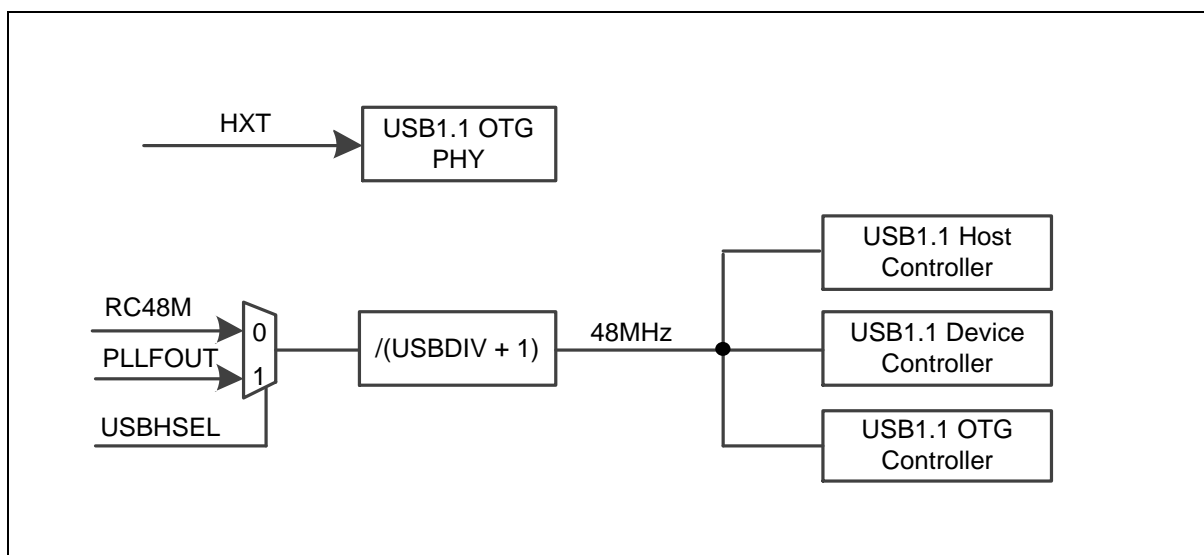 HXT
USB1.1 OTG
PHY
RC48M
PLLFOUT
USBHSEL
0
1
/(USBDIV + 1)
48MHz
USB1.1 Host
Controller
USB1.1 Device
Controller
USB1.1 OTG
Controller